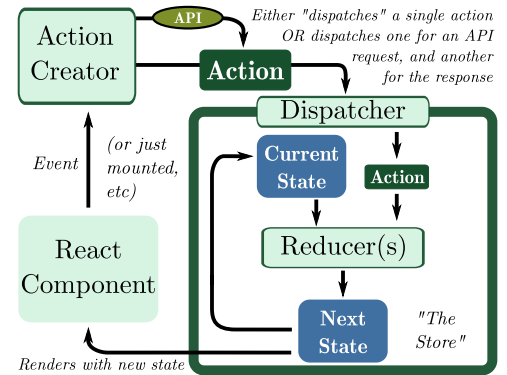 API
Either "dispatches" a single action
OR dispatches one for an API
request, and another
for the response
Action
Creator
Action
Dispatcher
Event
(or just
mounted,
etc)
Current
State
Action
React
Component
Reducer(s)
Next
State
"The
Store"
Renders with new state